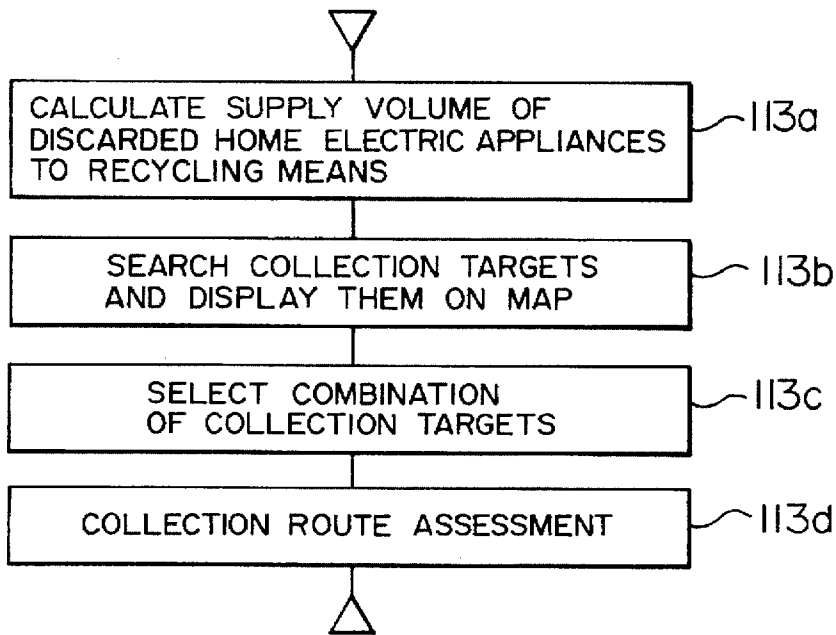 CALCULATE SUPPLY VOLUME OF
DISCARDED HOME ELECTRIC APPLIANCES
TO RECYCLING MEANS
113a
SEARCH COLLECTION TARGETS
AND DISPLAY THEM ON MAP
113b
SELECT COMBINATION
OF COLLECTION TARGETS
113c
COLLECTION ROUTE ASSESSMENT
113d